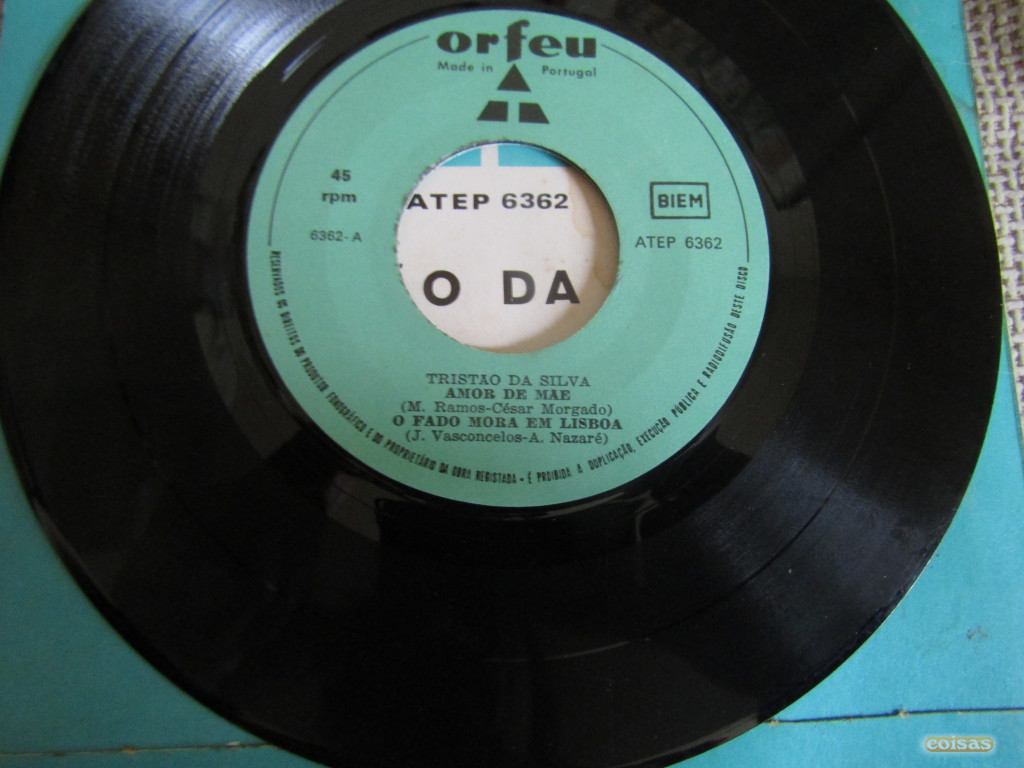 orfeu
Made in Portugal
45
rpm
6362-A
BIEM
ATEP 6362
ATEP 6362
O DA
TRISTÃO DA SILVA
AMOR DE MÃE
(M. Ramos-César Morgado)
O FADO MORA EM LISBOA
(J. Vasconcelos-A. Nazaré)
RESERVADOS OS DIREITOS DO PRODUTOR FONOGRÁFICO E DO PROPRIETÁRIO DA OBRA REGISTADA - É PROIBIDA A DUPLICAÇÃO, EXECUÇÃO PÚBLICA E RADIODIFUSÃO DESTE DISCO
coisas